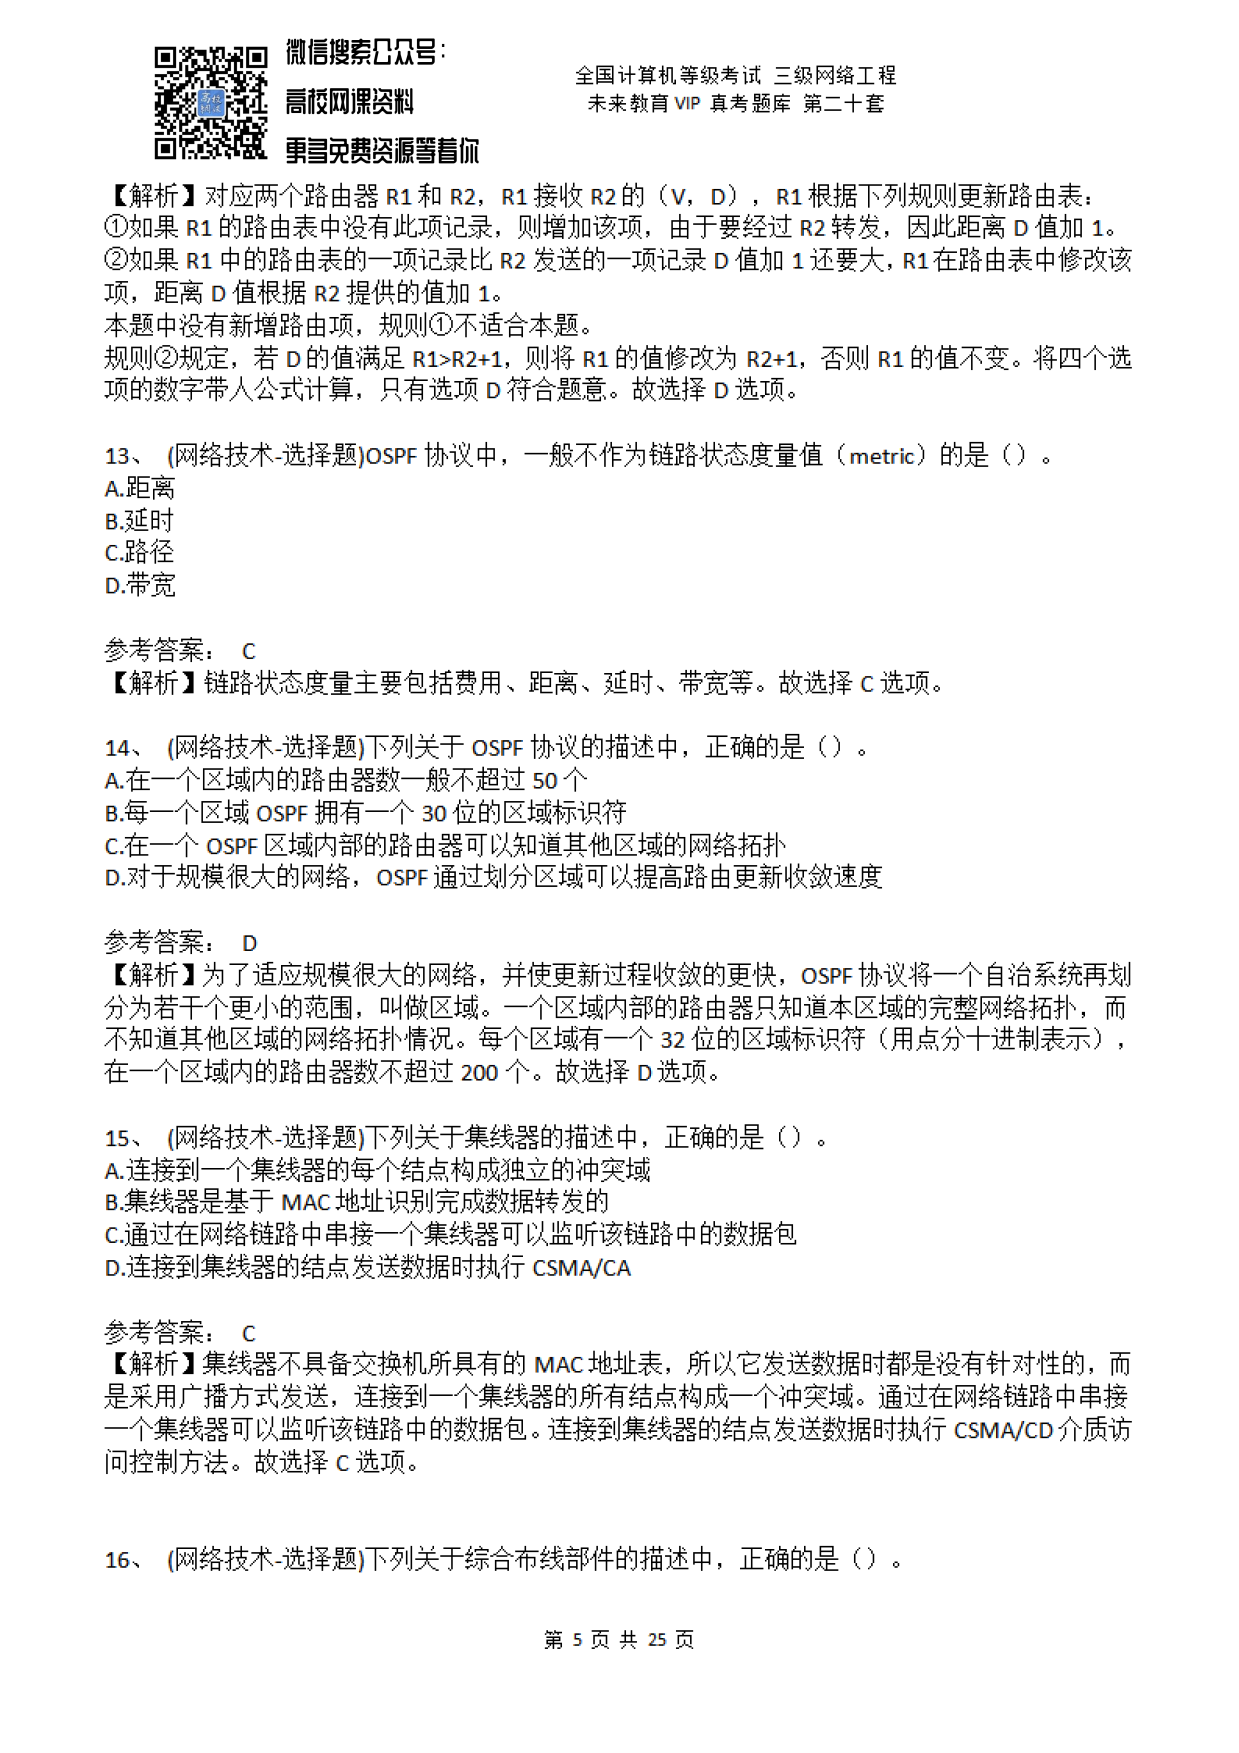 微信搜索公众号：
高校网课资料
更多免费资源等着你
全国计算机等级考试 三级网络工程
未来教育 VIP 真考题库 第二十套
【解析】对应两个路由器 R1 和 R2，R1 接收 R2 的（V，D），R1 根据下列规则更新路由表：
①如果 R1 的路由表中没有此项记录，则增加该项，由于要经过 R2 转发，因此距离 D 值加 1。
②如果 R1 中的路由表的一项记录比 R2 发送的一项记录 D 值加 1 还要大，R1 在路由表中修改该
项，距离 D 值根据 R2 提供的值加 1。
本题中没有新增路由项，规则①不适合本题。
规则②规定，若 D 的值满足 R1>R2+1，则将 R1 的值修改为 R2+1，否则 R1 的值不变。将四个选
项的数字带人公式计算，只有选项 D 符合题意。故选择 D 选项。
13、 (网络技术-选择题)OSPF 协议中，一般不作为链路状态度量值（metric）的是（）。
A.距离
B.延时
C.路径
D.带宽
参考答案： C
【解析】链路状态度量主要包括费用、距离、延时、带宽等。故选择 C 选项。
14、 (网络技术-选择题)下列关于 OSPF 协议的描述中，正确的是（）。
A.在一个区域内的路由器数一般不超过 50 个
B.每一个区域 OSPF 拥有一个 30 位的区域标识符
C.在一个 OSPF 区域内部的路由器可以知道其他区域的网络拓扑
D.对于规模很大的网络，OSPF 通过划分区域可以提高路由更新收敛速度
参考答案： D
【解析】为了适应规模很大的网络，并使更新过程收敛的更快，OSPF 协议将一个自治系统再划
分为若干个更小的范围，叫做区域。一个区域内部的路由器只知道本区域的完整网络拓扑，而
不知道其他区域的网络拓扑情况。每个区域有一个 32 位的区域标识符（用点分十进制表示），
在一个区域内的路由器数不超过 200 个。故选择 D 选项。
15、 (网络技术-选择题)下列关于集线器的描述中，正确的是（）。
A.连接到一个集线器的每个结点构成独立的冲突域
B.集线器是基于 MAC 地址识别完成数据转发的
C.通过在网络链路中串接一个集线器可以监听该链路中的数据包
D.连接到集线器的结点发送数据时执行 CSMA/CA
参考答案： C
【解析】集线器不具备交换机所具有的 MAC 地址表，所以它发送数据时都是没有针对性的，而
是采用广播方式发送，连接到一个集线器的所有结点构成一个冲突域。通过在网络链路中串接
一个集线器可以监听该链路中的数据包。连接到集线器的结点发送数据时执行 CSMA/CD 介质访
问控制方法。故选择 C 选项。
16、 (网络技术-选择题)下列关于综合布线部件的描述中，正确的是（）。
第 5 页 共 25 页